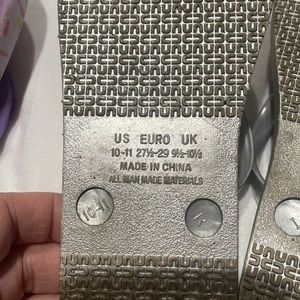 US EURO UK
10-11 27½-29 9½-10½
MADE IN CHINA
ALL MAN MADE MATERIALS
10-11